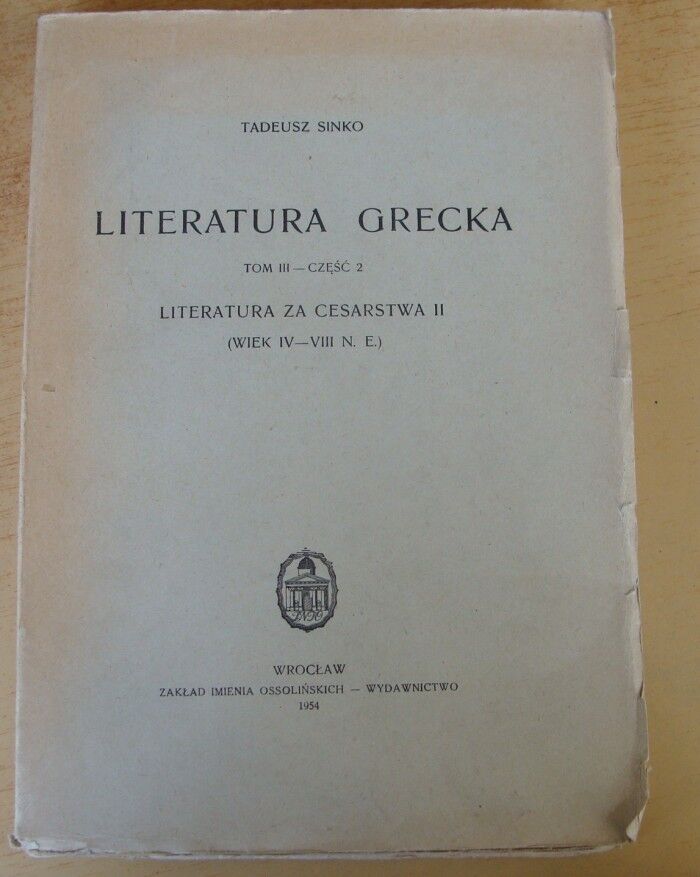 TADEUSZ SINKO
LITERATURA GRECKA
TOM III — CZĘŚĆ 2
LITERATURA ZA CESARSTWA II
(WIEK IV—VIII N. E.)
WROCŁAW
ZAKŁAD IMIENIA OSSOLIŃSKICH — WYDAWNICTWO
1954